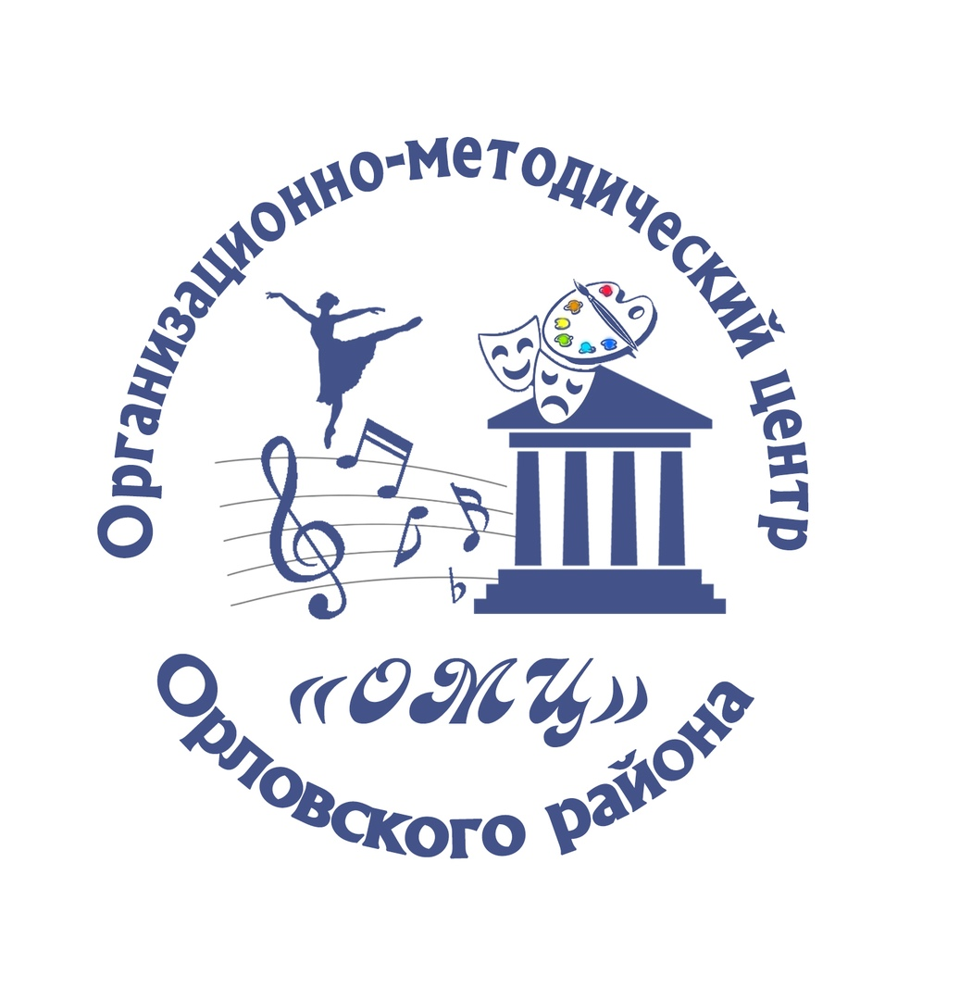 Организационно-методический центр
«ОМЦ»
Орловского района